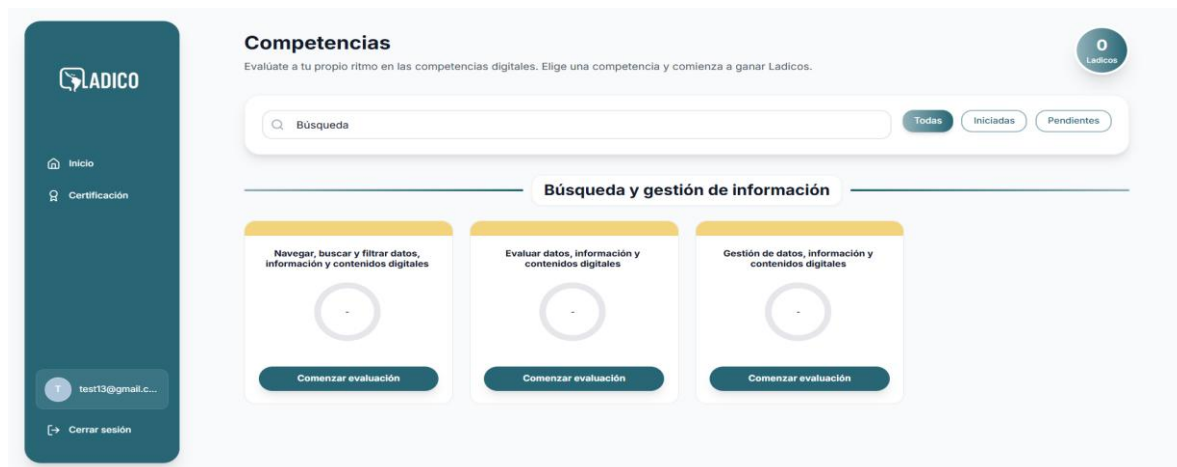 LADICO
Inicio
Certificación
T
test13@gmail.c...
Cerrar sesión
Competencias
Evalúate a tu propio ritmo en las competencias digitales. Elige una competencia y comienza a ganar Ladicos.
0
Ladicos
Búsqueda
Todas
Iniciadas
Pendientes
Búsqueda y gestión de información
Navegar, buscar y filtrar datos,
información y contenidos digitales
-
Comenzar evaluación
Evaluar datos, información y
contenidos digitales
-
Comenzar evaluación
Gestión de datos, información y
contenidos digitales
-
Comenzar evaluación